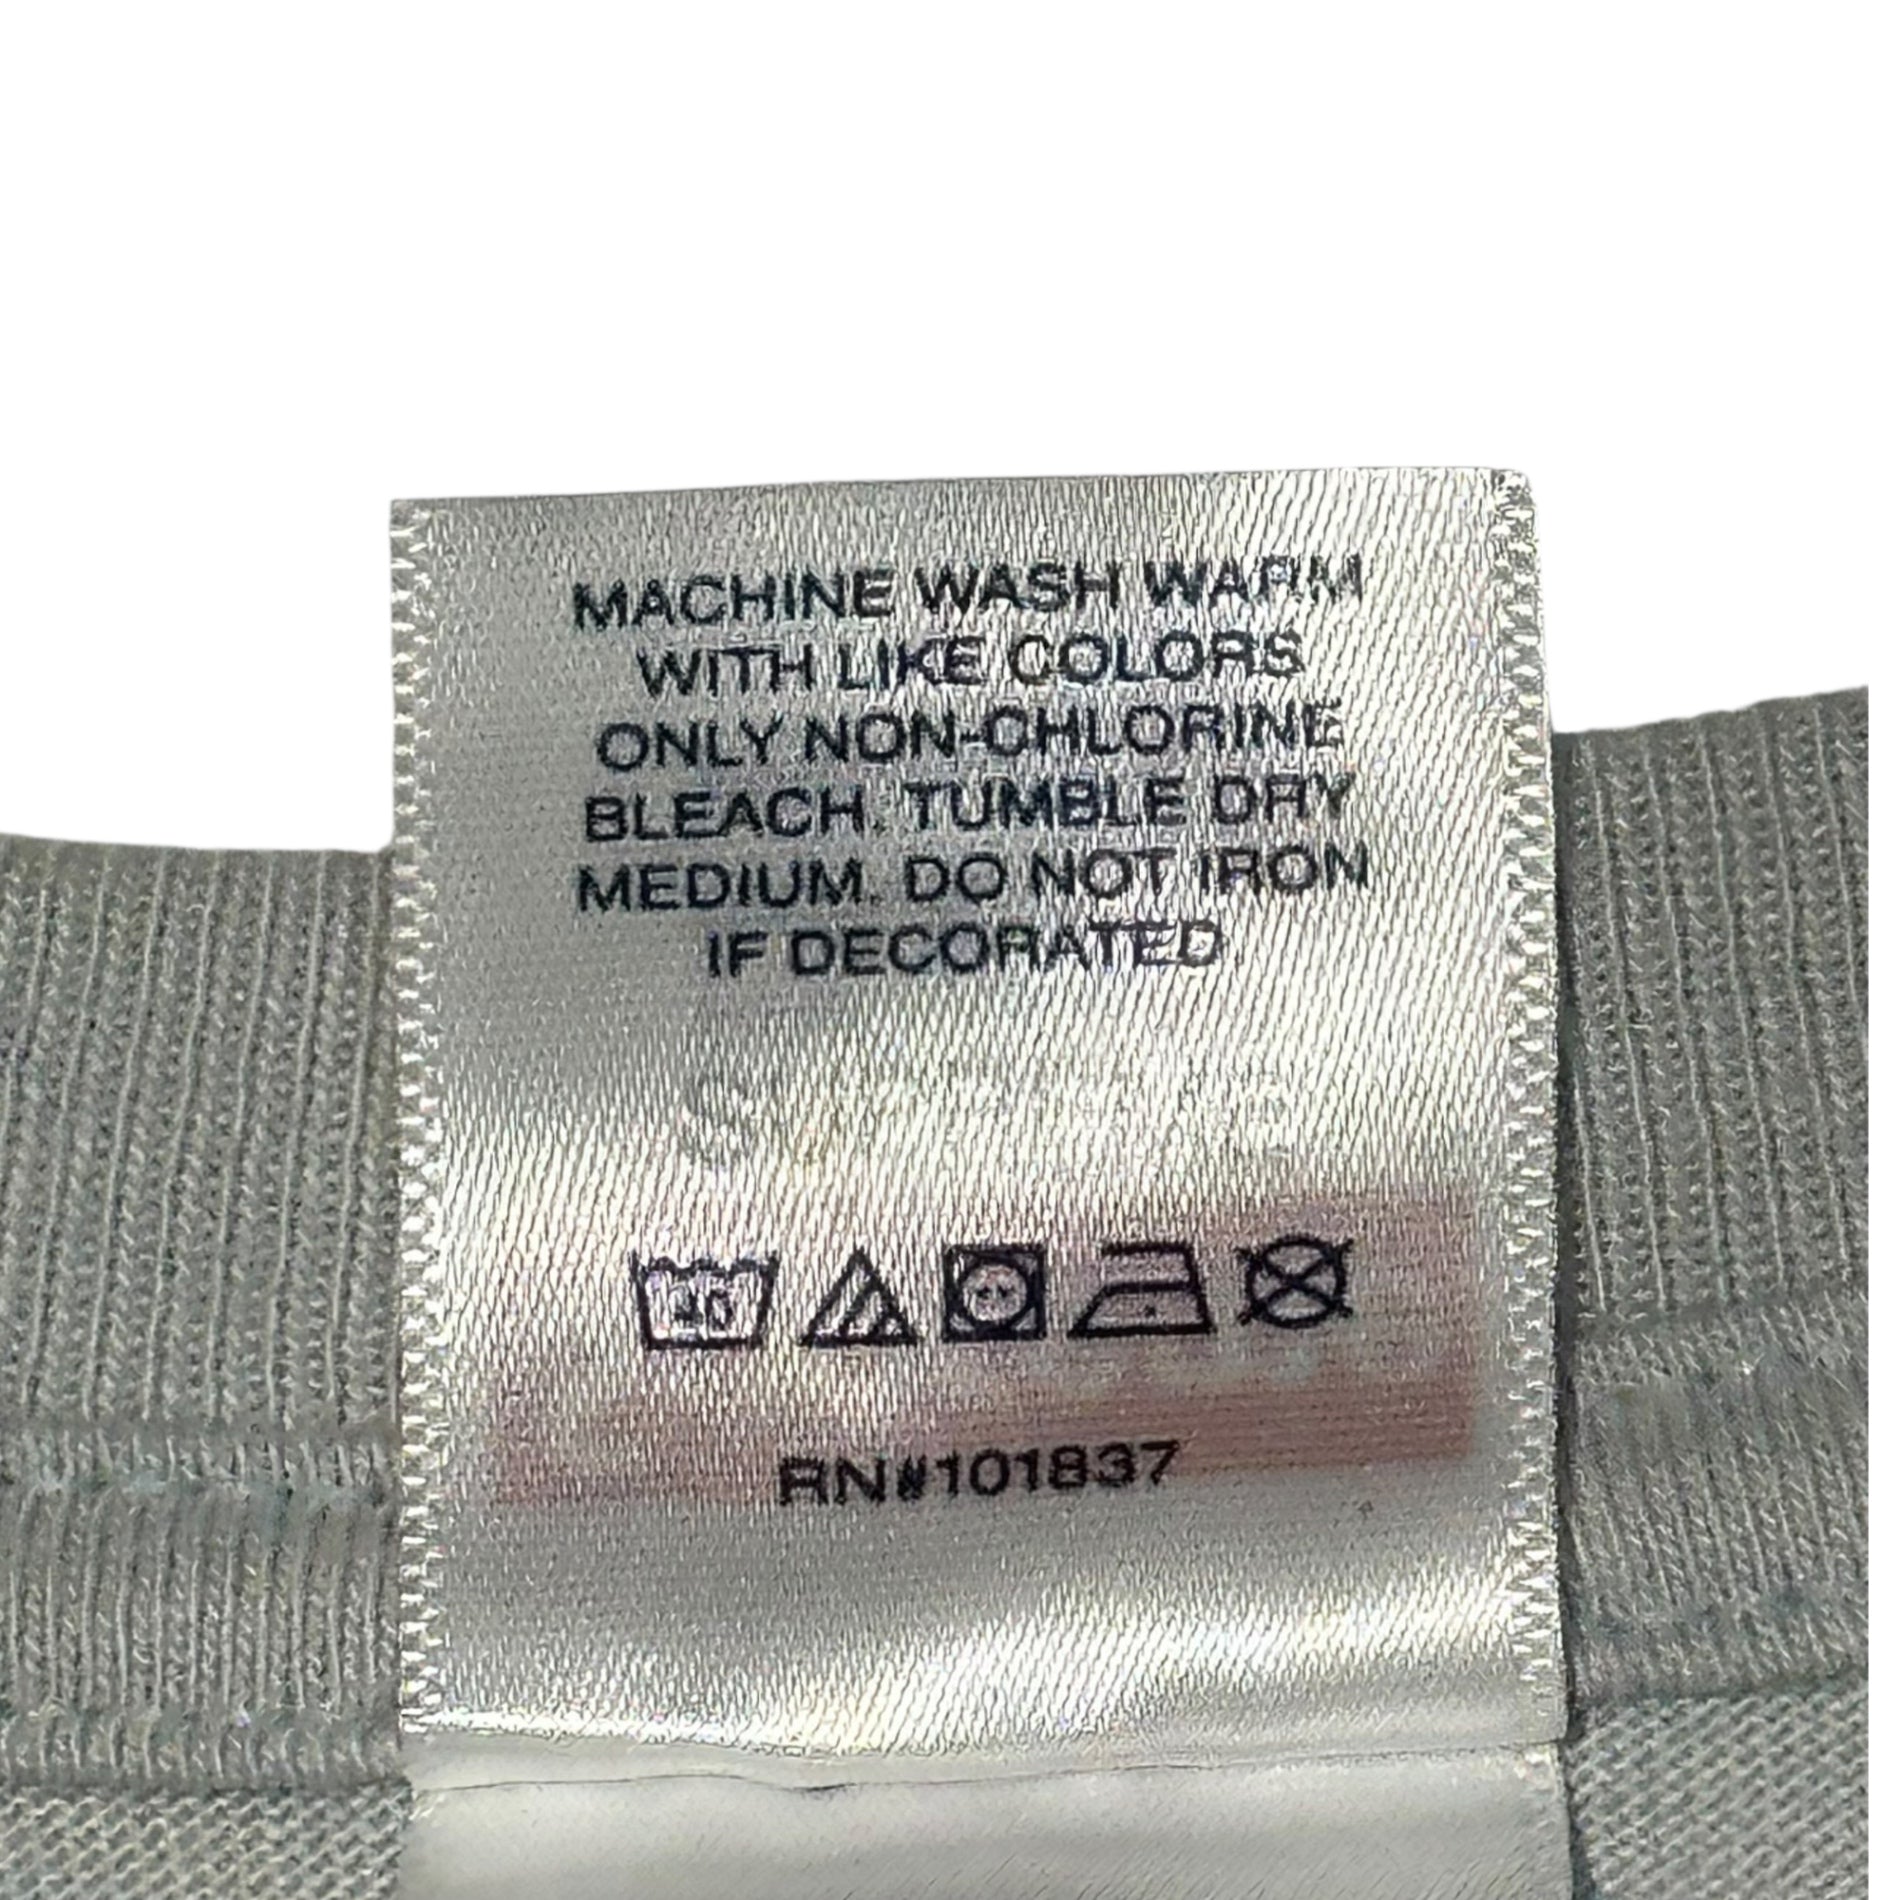 MACHINE WASH WARM
WITH LIKE COLORS
ONLY NON-CHLORINE
BLEACH. TUMBLE DRY
MEDIUM. DO NOT IRON
IF DECORATED
40
RN#101837